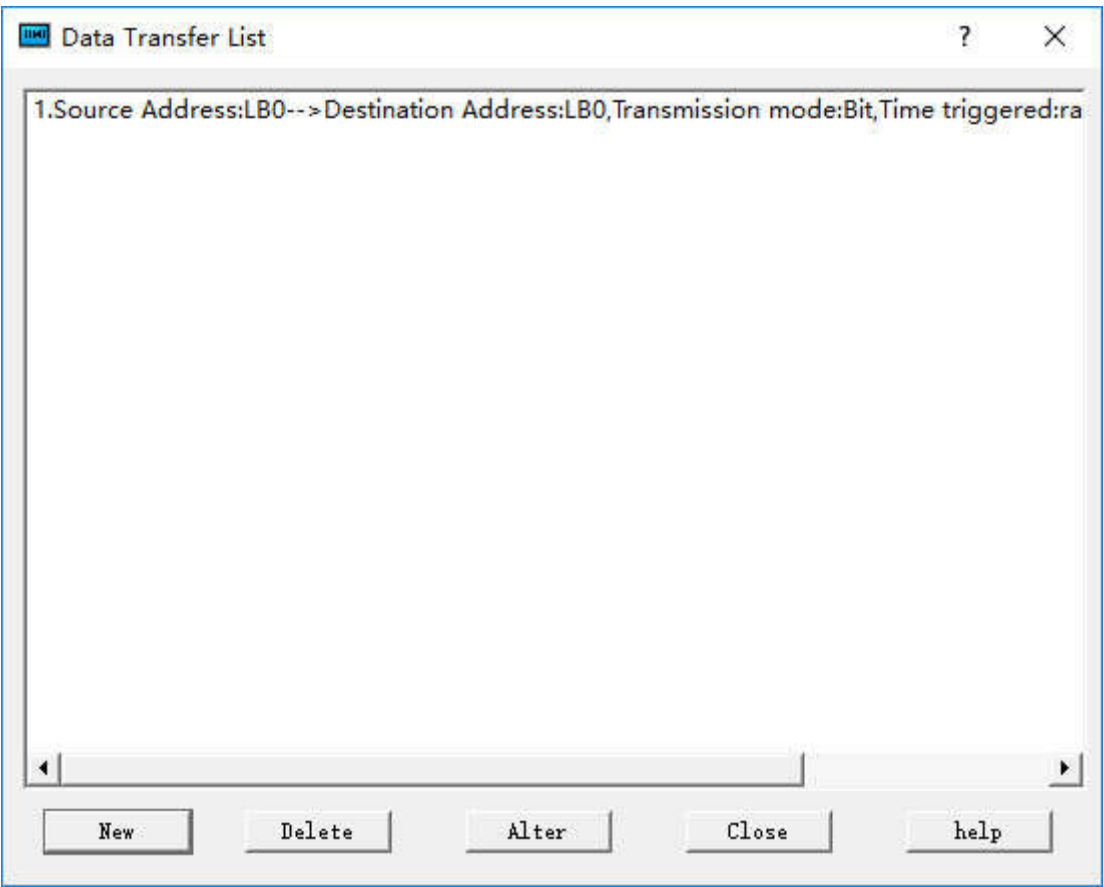 Data Transfer List
?
1.Source Address:LB0-->Destination Address:LB0,Transmission mode:Bit,Time triggered:ra
New Delete Alter Close help